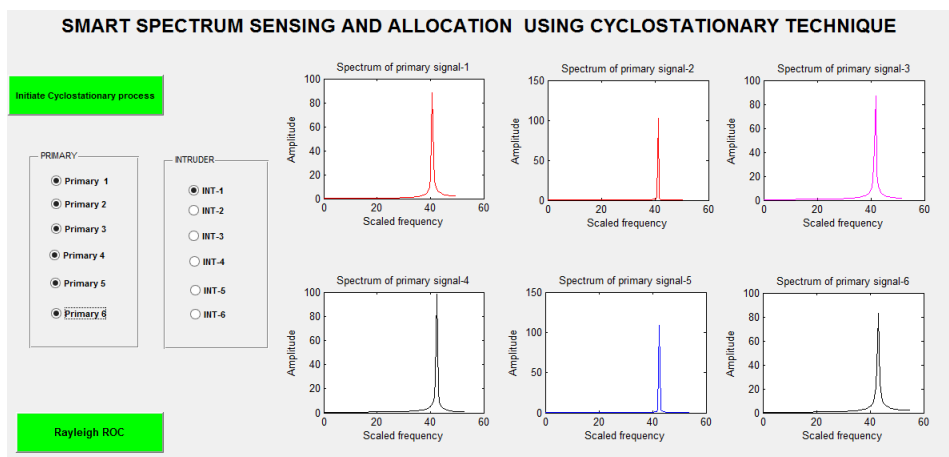 SMART SPECTRUM SENSING AND ALLOCATION USING CYCLOSTATIONARY TECHNIQUE
Initiate Cyclostationary process
PRIMARY
Primary 1
Primary 2
Primary 3
Primary 4
Primary 5
Primary 6
INTRUDER
INT-1
INT-2
INT-3
INT-4
INT-5
INT-6
Rayleigh ROC
Spectrum of primary signal-1
100
80
60
40
20
0
Amplitude
0 20 40 60
Scaled frequency
Spectrum of primary signal-2
150
100
50
0
Amplitude
0 20 40 60
Scaled frequency
Spectrum of primary signal-3
100
80
60
40
20
0
Amplitude
0 20 40 60
Scaled frequency
Spectrum of primary signal-4
100
80
60
40
20
0
Amplitude
0 20 40 60
Scaled frequency
Spectrum of primary signal-5
150
100
50
0
Amplitude
0 20 40 60
Scaled frequency
Spectrum of primary signal-6
100
80
60
40
20
0
Amplitude
0 20 40 60
Scaled frequency